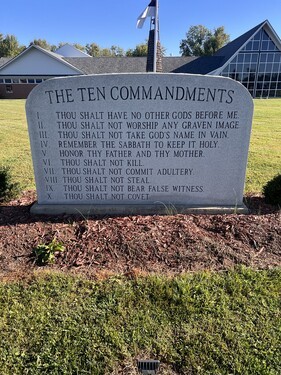 THE TEN COMMANDMENTS
I THOU SHALT HAVE NO OTHER GODS BEFORE ME.
II THOU SHALT NOT WORSHIP ANY GRAVEN IMAGE.
III THOU SHALT NOT TAKE GOD'S NAME IN VAIN.
IV REMEMBER THE SABBATH TO KEEP IT HOLY.
V HONOR THY FATHER AND THY MOTHER.
VI THOU SHALT NOT KILL.
VII THOU SHALT NOT COMMIT ADULTERY.
VIII THOU SHALT NOT STEAL.
IX THOU SHALT NOT BEAR FALSE WITNESS.
X THOU SHALT NOT COVET.